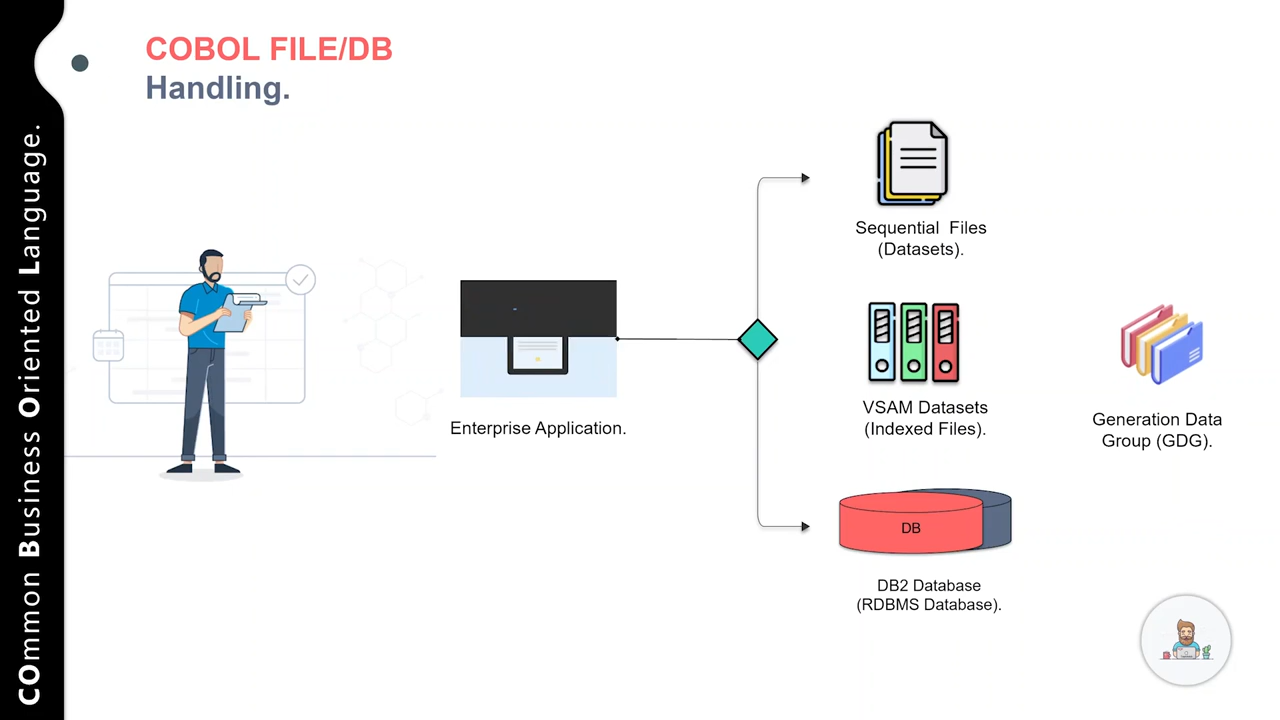 COBOL FILE/DB
Handling.
COmmon Business Oriented Language.
Sequential  Files
(Datasets).
Enterprise Application.
VSAM Datasets
(Indexed Files).
Generation Data
Group (GDG).
DB
DB2 Database
(RDBMS Database).